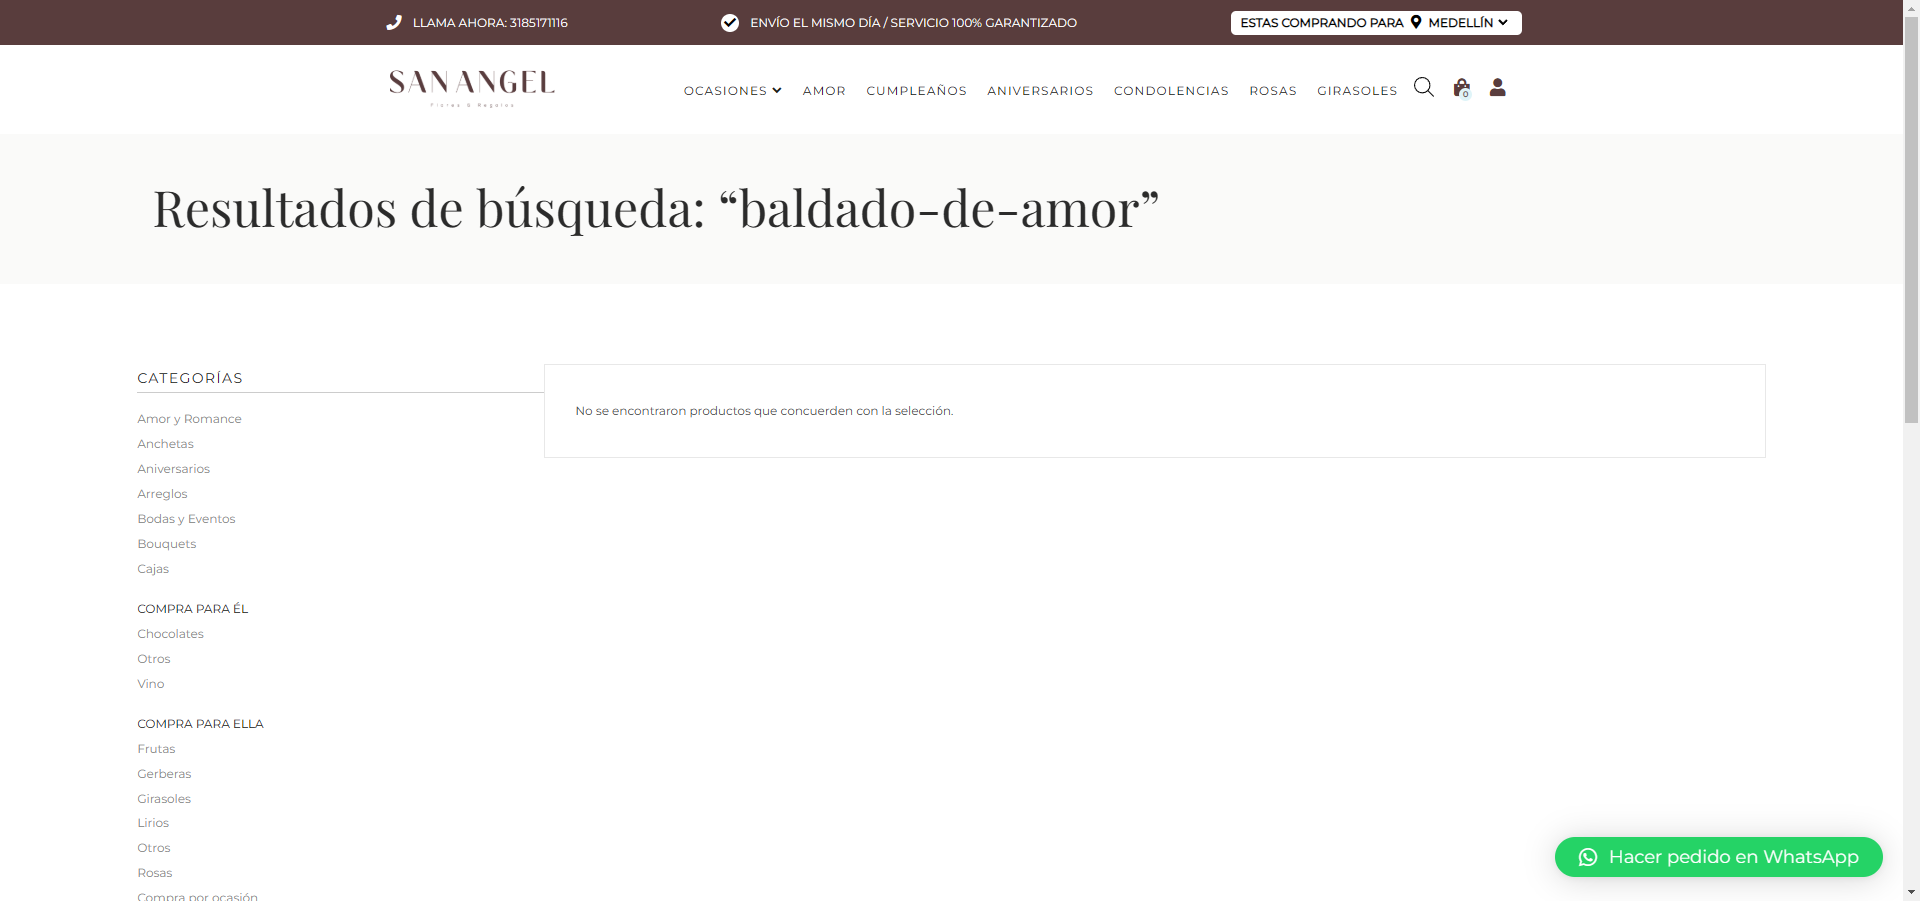 LLAMA AHORA: 3185171116
ENVÍO EL MISMO DÍA / SERVICIO 100% GARANTIZADO
ESTAS COMPRANDO PARA MEDELLÍN
SAN ANGEL
Flores & Regalos
OCASIONES AMOR CUMPLEAÑOS ANIVERSARIOS CONDOLENCIAS ROSAS GIRASOLES
0
Resultados de búsqueda: “baldado-de-amor”
CATEGORÍAS
Amor y Romance
Anchetas
Aniversarios
Arreglos
Bodas y Eventos
Bouquets
Cajas
COMPRA PARA ÉL
Chocolates
Otros
Vino
COMPRA PARA ELLA
Frutas
Gerberas
Girasoles
Lirios
Otros
Rosas
Compra por ocasión
No se encontraron productos que concuerden con la selección.
Hacer pedido en WhatsApp